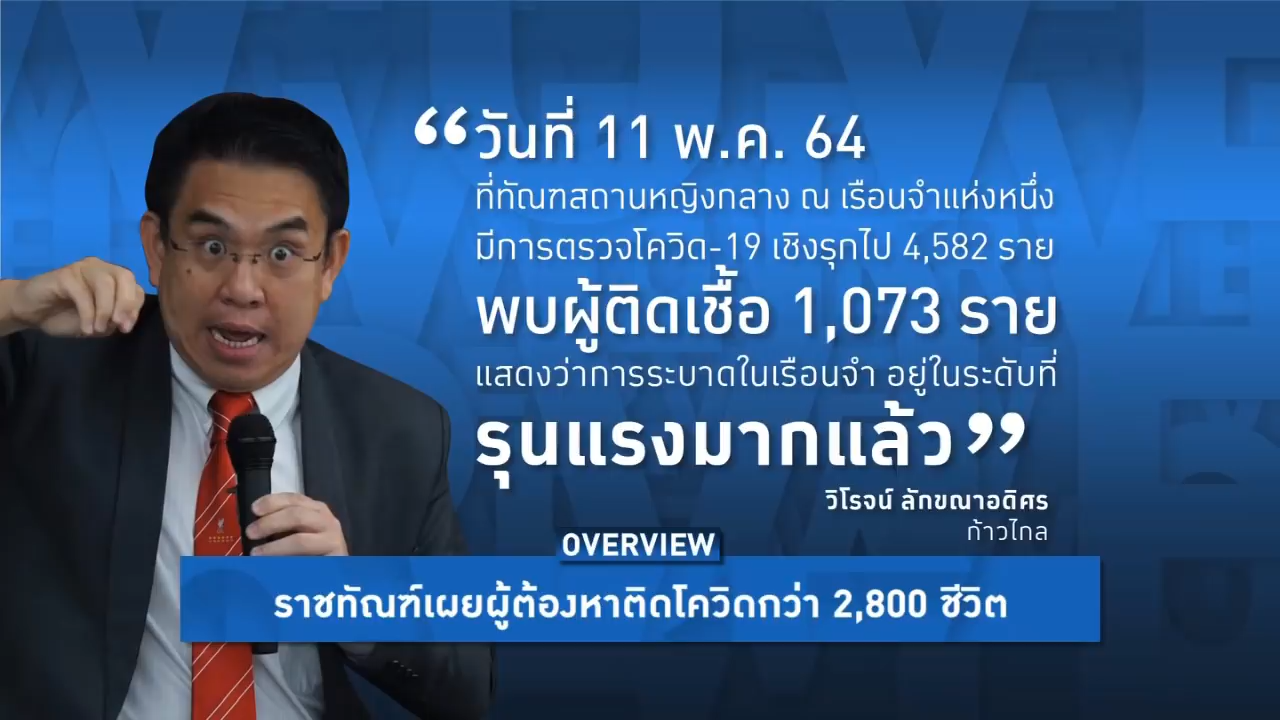 “วันที่ 11 พ.ค. 64
ที่ทัณฑสถานหญิงกลาง ณ เรือนจำแห่งหนึ่ง
มีการตรวจโควิด-19 เชิงรุกไป 4,582 ราย
พบผู้ติดเชื้อ 1,073 ราย
แสดงว่าการระบาดในเรือนจำ อยู่ในระดับที่
รุนแรงมากแล้ว”
วิโรจน์ ลักขณาอดิศร
ก้าวไกล
OVERVIEW
ราชทัณฑ์เผยผู้ต้องหาติดโควิดกว่า 2,800 ชีวิต